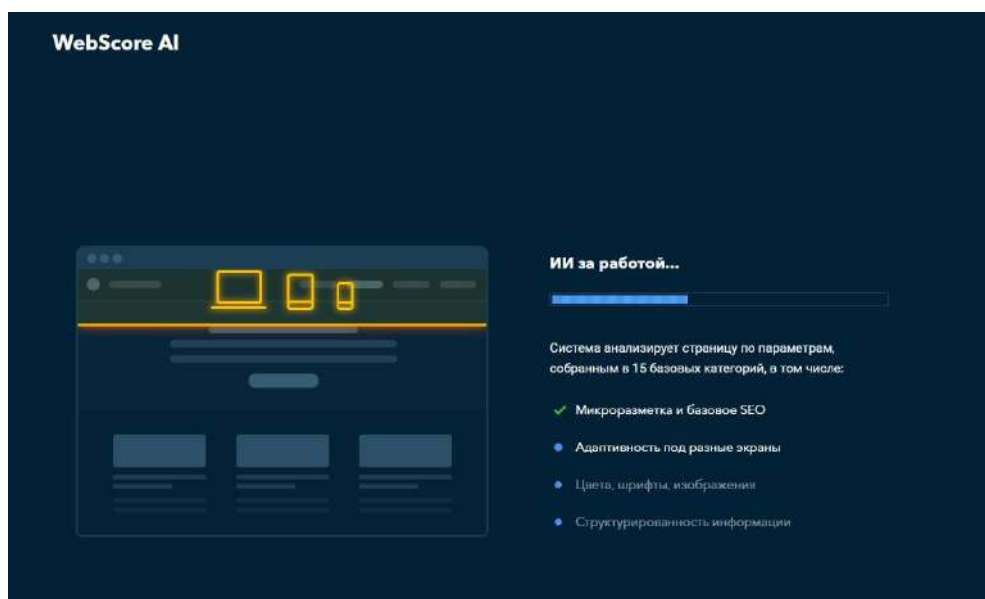 WebScore AI
ИИ за работой...
Система анализирует страницу по параметрам,
собранным в 15 базовых категорий, в том числе:
Микроразметка и базовое SEO
Адаптивность под разные экраны
Цвета, шрифты, изображения
Структурированность информации